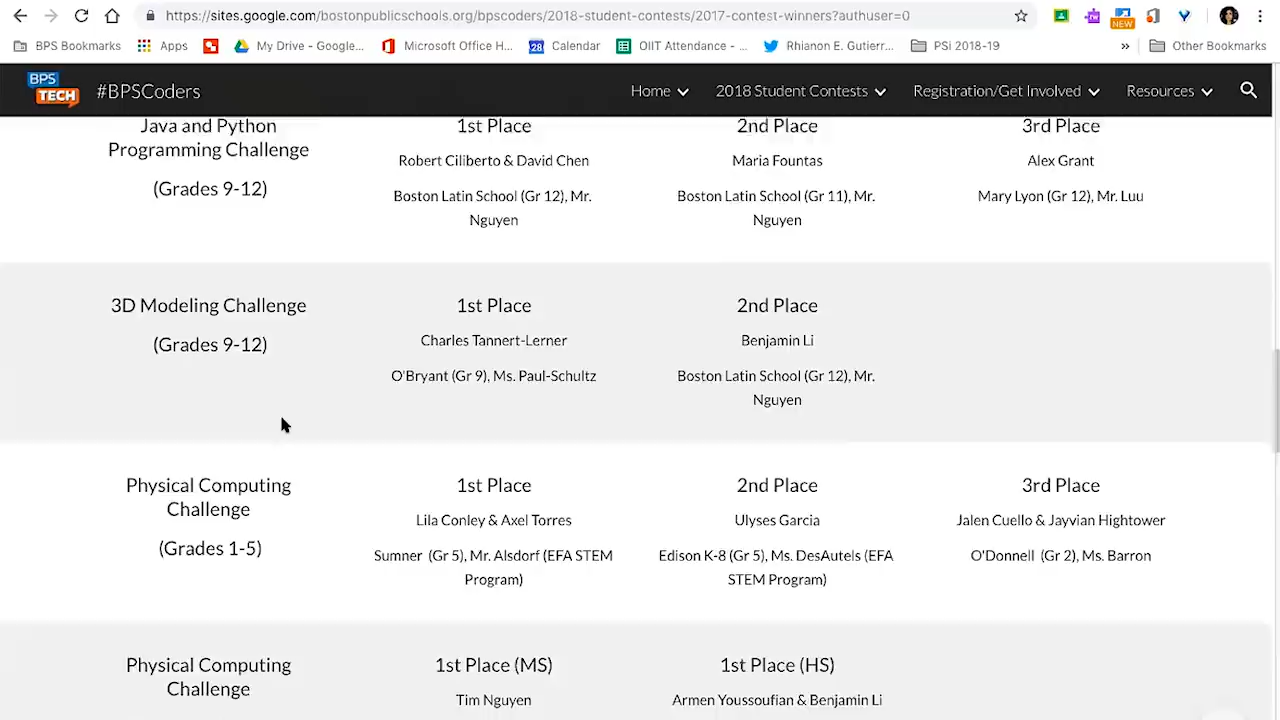 https://sites.google.com/bostonpublicschools.org/bpscoders/2018-student-contests/2017-contest-winners?authuser=0
NEW
BPS Bookmarks Apps My Drive - Google... Microsoft Office H... 28 Calendar OIIT Attendance - ... Rhianon E. Gutierr... PSi 2018-19 » Other Bookmarks
BPS
TECH
#BPSCoders Home 2018 Student Contests Registration/Get Involved Resources
Java and Python
Programming Challenge
(Grades 9-12)
1st Place
Robert Ciliberto & David Chen
Boston Latin School (Gr 12), Mr.
Nguyen
2nd Place
Maria Fountas
Boston Latin School (Gr 11), Mr.
Nguyen
3rd Place
Alex Grant
Mary Lyon (Gr 12), Mr. Luu
3D Modeling Challenge
(Grades 9-12)
1st Place
Charles Tannert-Lerner
O'Bryant (Gr 9), Ms. Paul-Schultz
2nd Place
Benjamin Li
Boston Latin School (Gr 12), Mr.
Nguyen
Physical Computing
Challenge
(Grades 1-5)
1st Place
Lila Conley & Axel Torres
Sumner (Gr 5), Mr. Alsdorf (EFA STEM
Program)
2nd Place
Ulyses Garcia
Edison K-8 (Gr 5), Ms. DesAutels (EFA
STEM Program)
3rd Place
Jalen Cuello & Jayvian Hightower
O'Donnell (Gr 2), Ms. Barron
Physical Computing
Challenge
1st Place (MS)
Tim Nguyen
1st Place (HS)
Armen Youssoufian & Benjamin Li